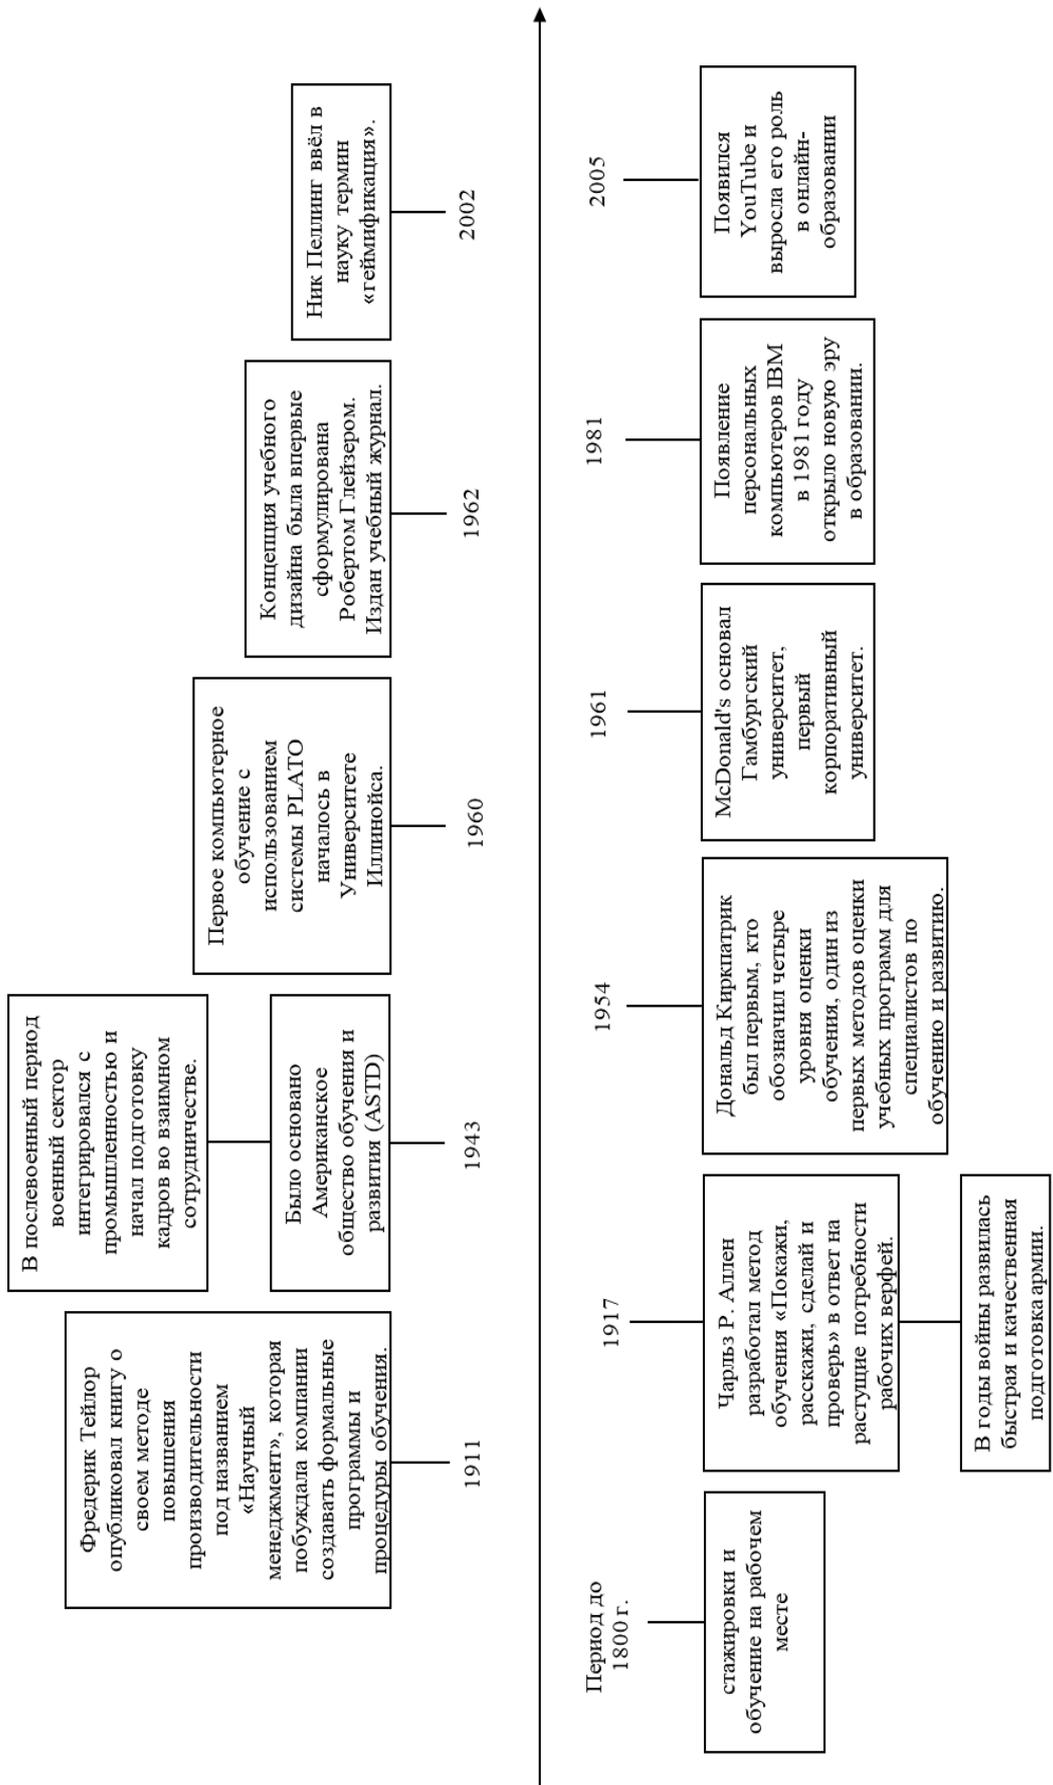 Фредерик Тейлор
опубликовал книгу о
своем методе
повышения
производительности
под названием
«Научный
менеджмент», которая
побуждала компании
создавать формальные
программы и
процедуры обучения.
1911
В послевоенный период
военный сектор
интегрировался с
промышленностью и
начал подготовку
кадров во взаимном
сотрудничестве.
Было основано
Американское
общество обучения и
развития (ASTD)
1943
Первое компьютерное
обучение с
использованием
системы PLATO
началось в
Университете
Иллинойса.
1960
Концепция учебного
дизайна была впервые
сформулирована
Робертом Глейзером.
Издан учебный журнал.
1962
Ник Пеллинг ввёл в
науку термин
«геймификация».
2002
Период до
1800 г.
стажировки и
обучение на рабочем
месте
1917
Чарльз Р. Аллен
разработал метод
обучения «Покажи,
расскажи, сделай и
проверь» в ответ на
растущие потребности
рабочих верфей.
В годы войны развилась
быстрая и качественная
подготовка армии.
1954
Дональд Киркпатрик
был первым, кто
обозначил четыре
уровня оценки
обучения, один из
первых методов оценки
учебных программ для
специалистов по
обучению и развитию.
1961
McDonald's основал
Гамбургский
университет,
первый
корпоративный
университет.
1981
Появление
персональных
компьютеров IBM
в 1981 году
открыло новую эру
в образовании.
2005
Появился
YouTube и
выросла его роль
в онлайн-
образовании